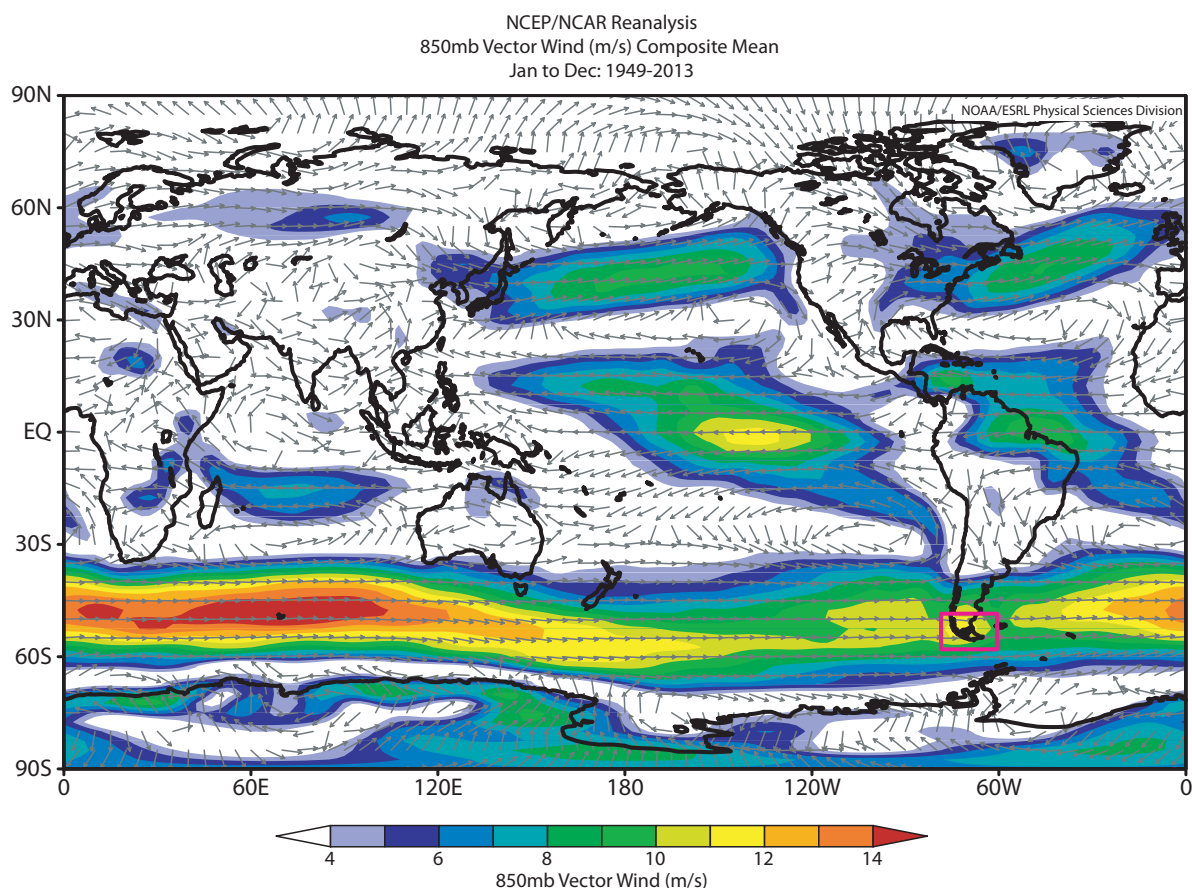 NCEP/NCAR Reanalysis
850mb Vector Wind (m/s) Composite Mean
Jan to Dec: 1949-2013
90N
NOAA/ESRL Physical Sciences Division
60N
30N
EQ
30S
60S
90S
0 60E 120E 180 120W 60W 0
4 6 8 10 12 14
850mb Vector Wind (m/s)